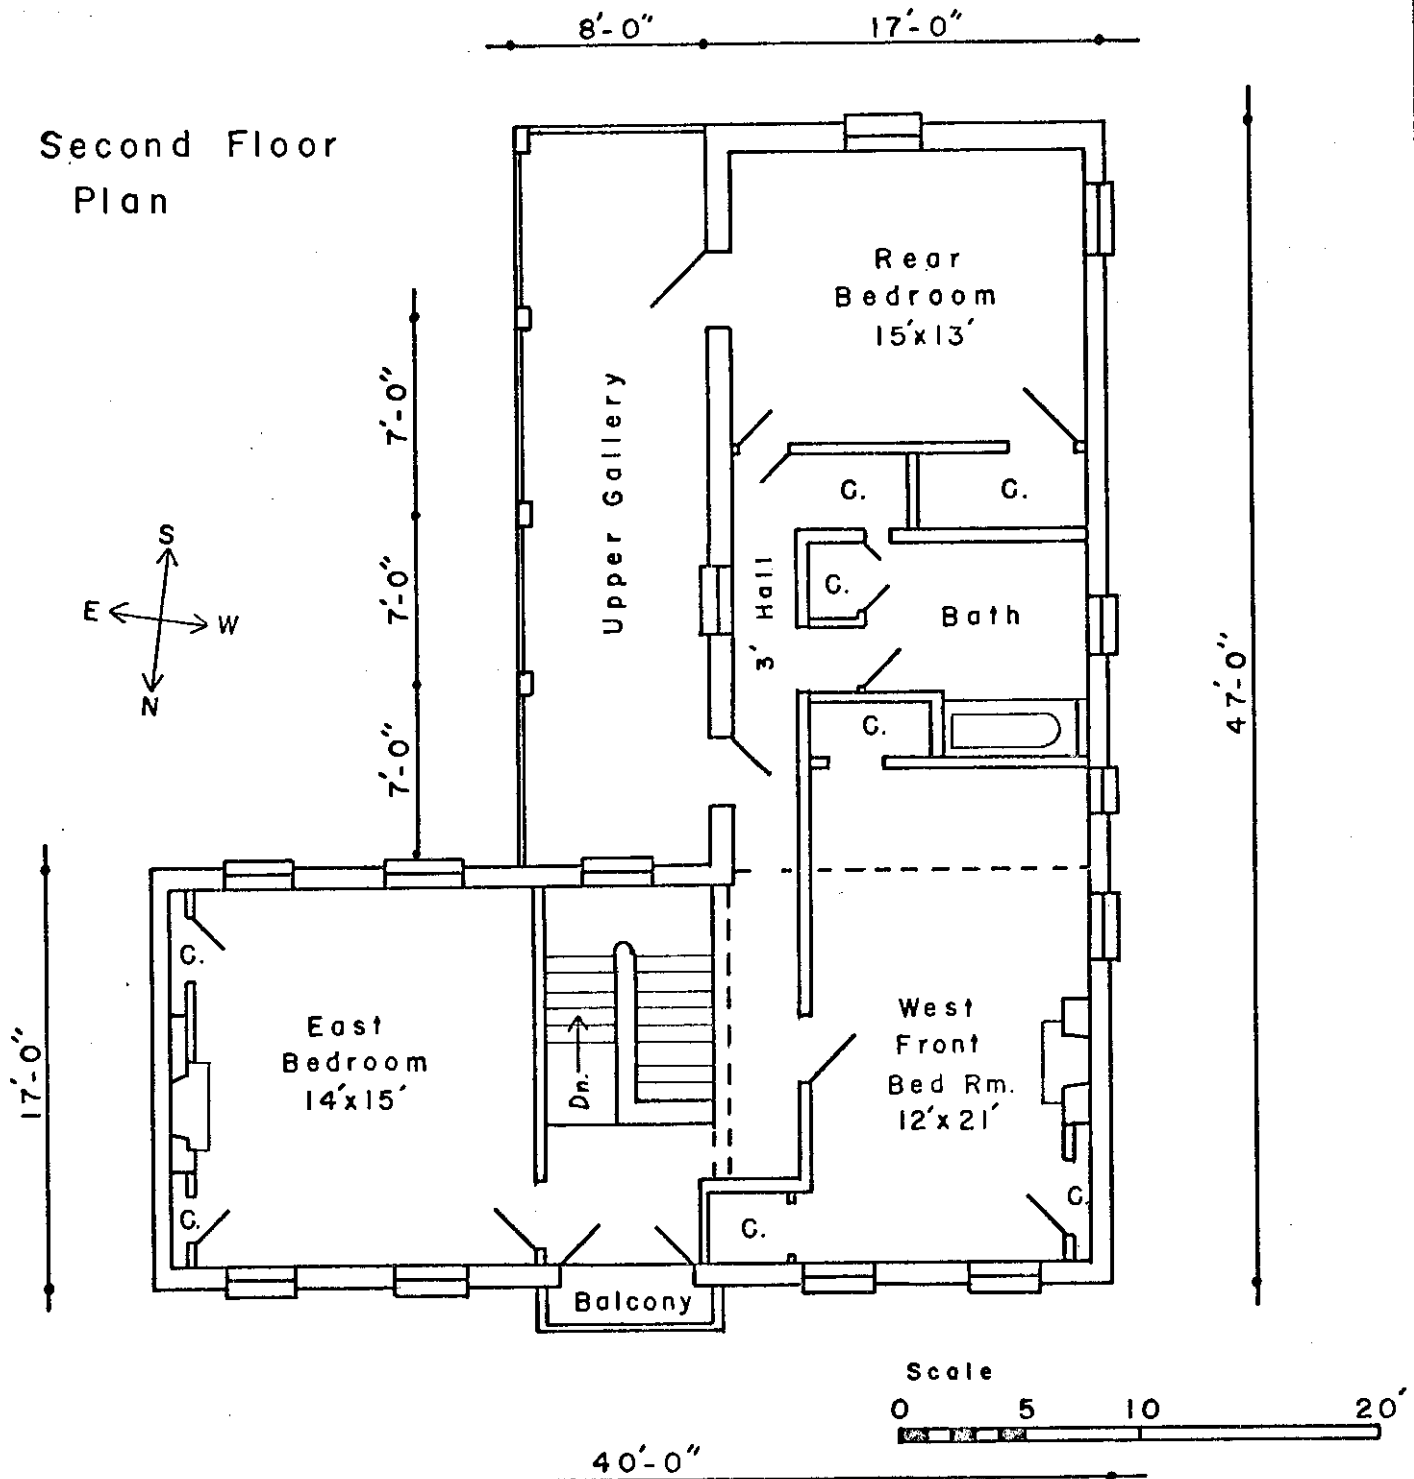 8'-0" 17'-0"
Second Floor
Plan
Rear
Bedroom
15'x13'
7'-0"
Upper Gallery
C. C.
S
E W
N
7'-0"
C.
3' Hall
Bath
47'-0"
7'-0"
C.
C.
East
Bedroom
14'x15'
Dn.
West
Front
Bed Rm.
12'x21'
17'-0"
C.
C.
C.
Balcony
Scale
0 5 10 20'
40'-0"